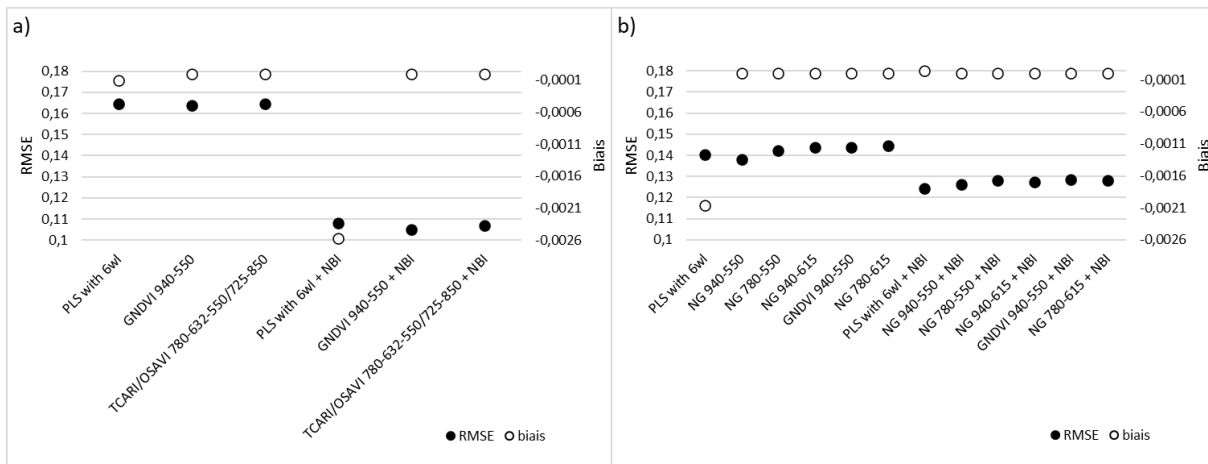 a)
0,18
0,17
0,16
0,15
0,14
0,13
0,12
0,11
0,1
RMSE
-0,0001
-0,0006
-0,0011
-0,0016
-0,0021
-0,0026
Biais
PLS with 6wl
GNDVI 940-550
TCARI/OSAVI 780-632-550/725-850
PLS with 6wl + NBI
GNDVI 940-550 + NBI
TCARI/OSAVI 780-632-550/725-850 + NBI
RMSE biais
b)
0,18
0,17
0,16
0,15
0,14
0,13
0,12
0,11
0,1
RMSE
-0,0001
-0,0006
-0,0011
-0,0016
-0,0021
-0,0026
Biais
PLS with 6wl
NG 940-550
NG 780-550
NG 940-615
GNDVI 940-550
NG 780-615
PLS with 6wl + NBI
NG 940-550 + NBI
NG 780-550 + NBI
NG 940-615 + NBI
GNDVI 940-550 + NBI
NG 780-615 + NBI
RMSE biais